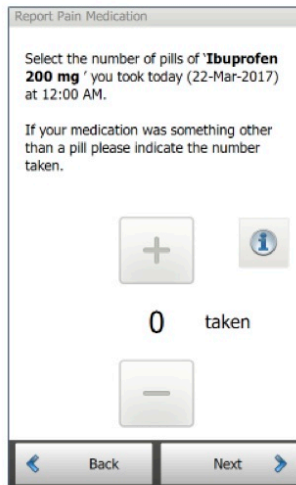 Report Pain Medication
Select the number of pills of ‘Ibuprofen
200 mg ’ you took today (22-Mar-2017)
at 12:00 AM.
If your medication was something other
than a pill please indicate the number
taken.
+
i
0 taken
−
Back Next